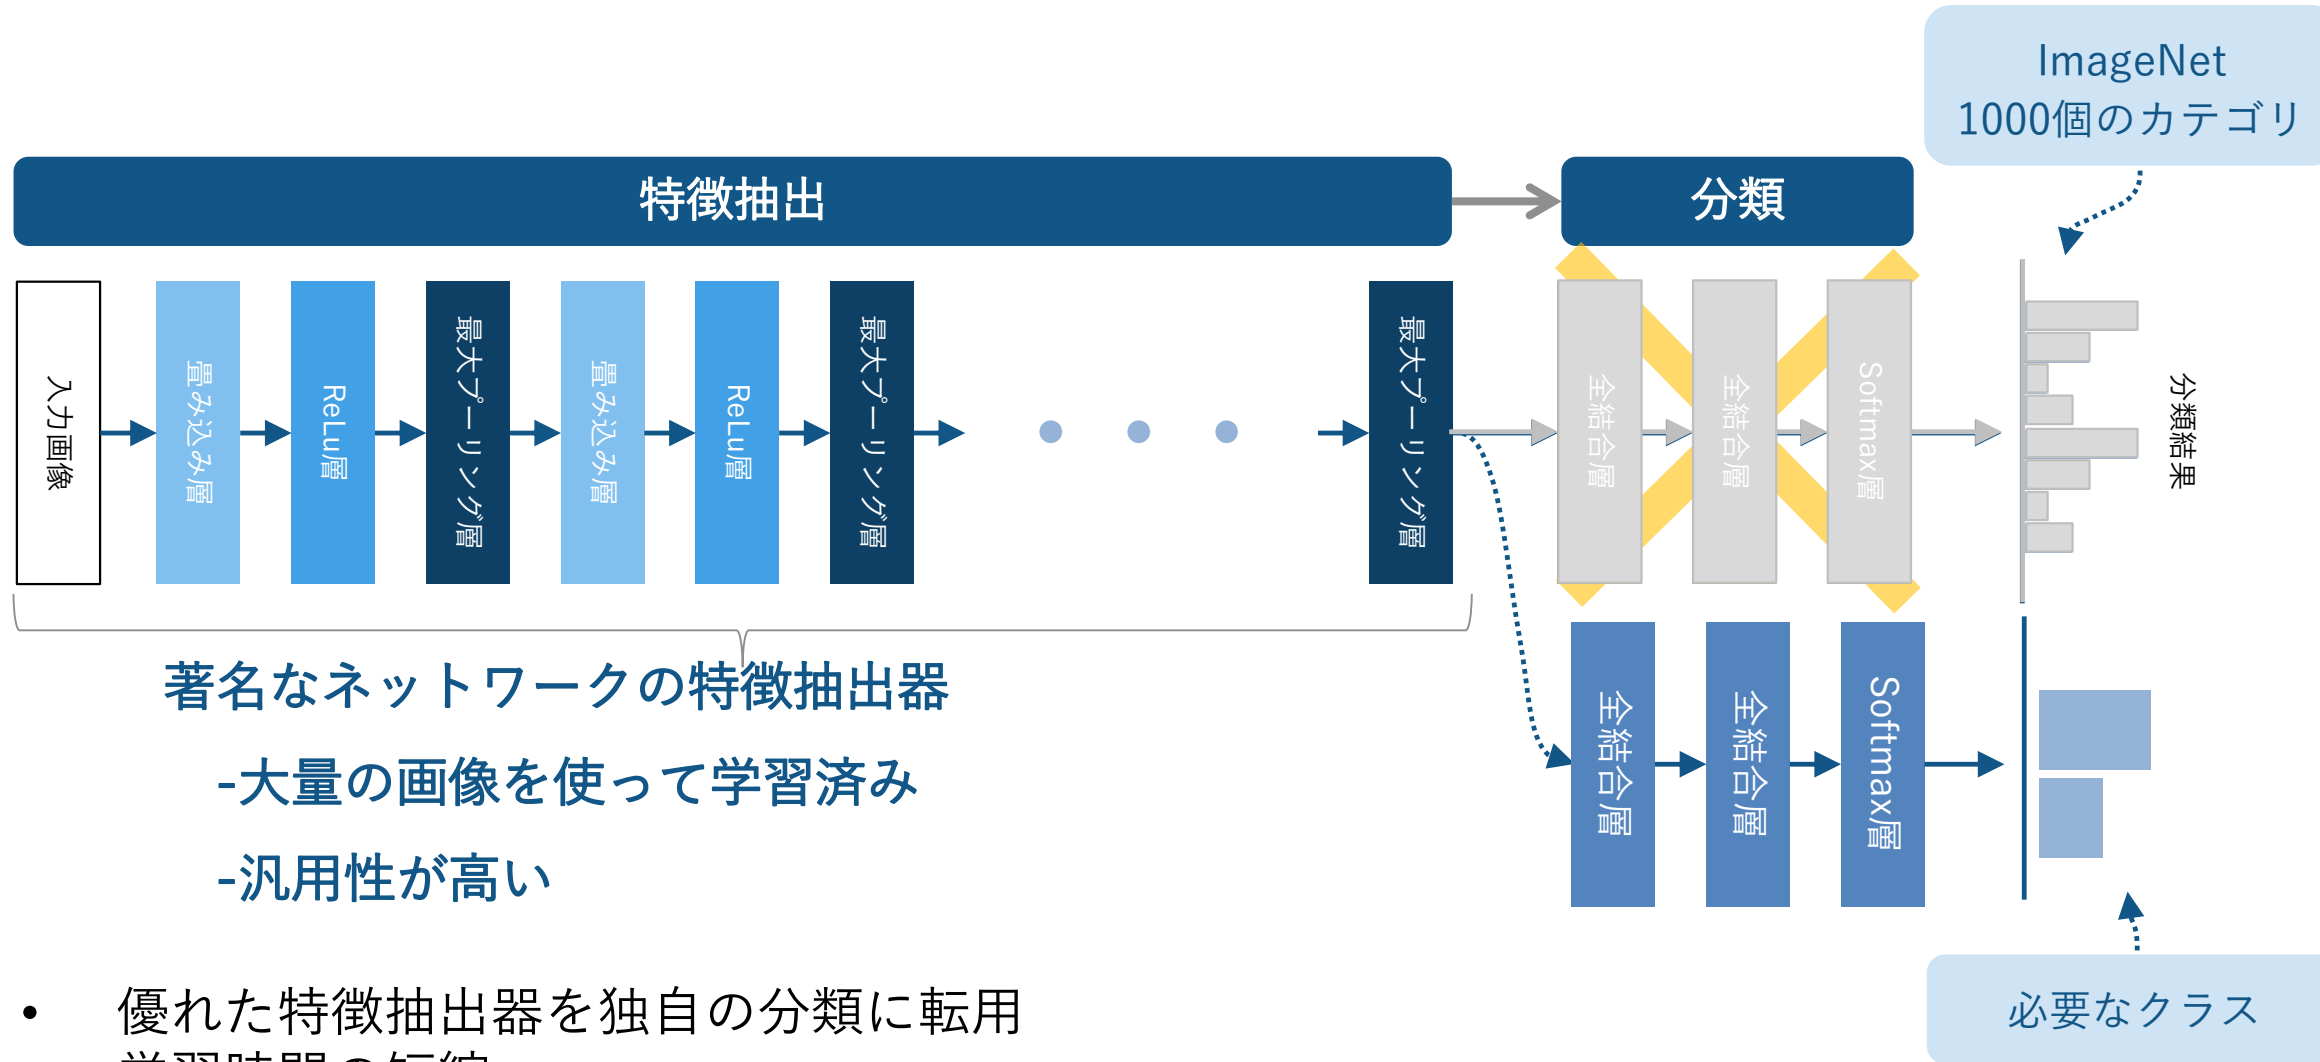 ImageNet
1000個のカテゴリ
特徴抽出
分類
入力画像
畳み込み層
ReLu層
最大プーリング層
畳み込み層
ReLu層
最大プーリング層
最大プーリング層
全結合層
全結合層
Softmax層
分類結果
著名なネットワークの特徴抽出器
-大量の画像を使って学習済み
-汎用性が高い
全結合層
全結合層
Softmax層
必要なクラス
• 優れた特徴抽出器を独自の分類に転用
学習時間の短縮